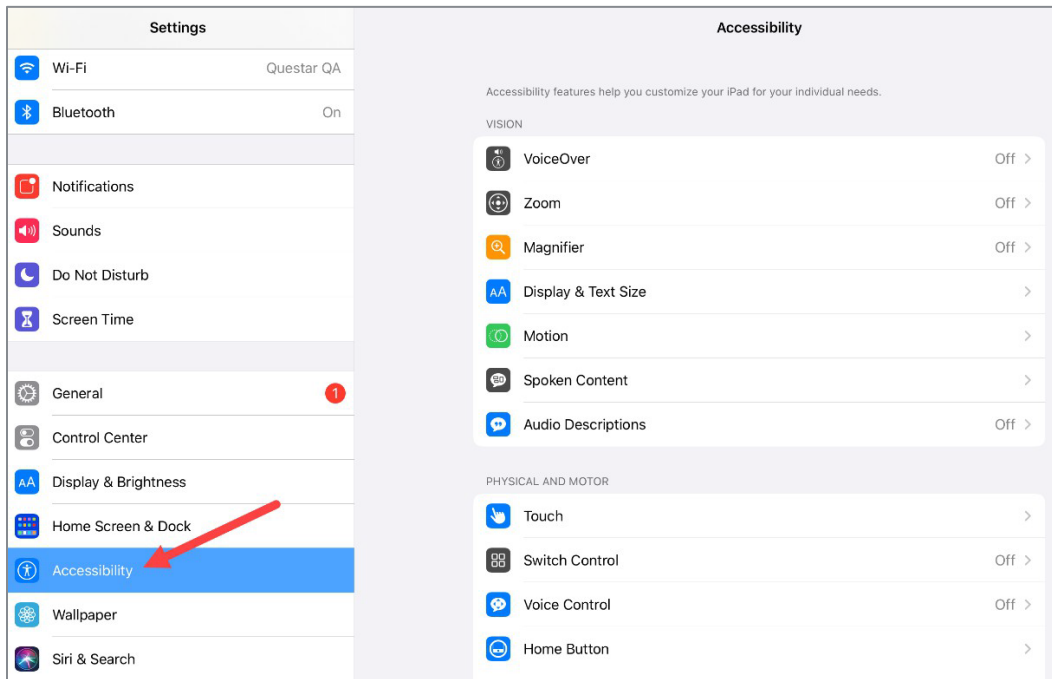 Settings
Wi-Fi Questar QA
Bluetooth On
Notifications
Sounds
Do Not Disturb
Screen Time
General 1
Control Center
AA Display & Brightness
Home Screen & Dock
Accessibility
Wallpaper
Siri & Search
Accessibility
Accessibility features help you customize your iPad for your individual needs.
VISION
VoiceOver Off
Zoom Off
Magnifier Off
AA Display & Text Size
Motion
Spoken Content
Audio Descriptions Off
PHYSICAL AND MOTOR
Touch
Switch Control Off
Voice Control Off
Home Button